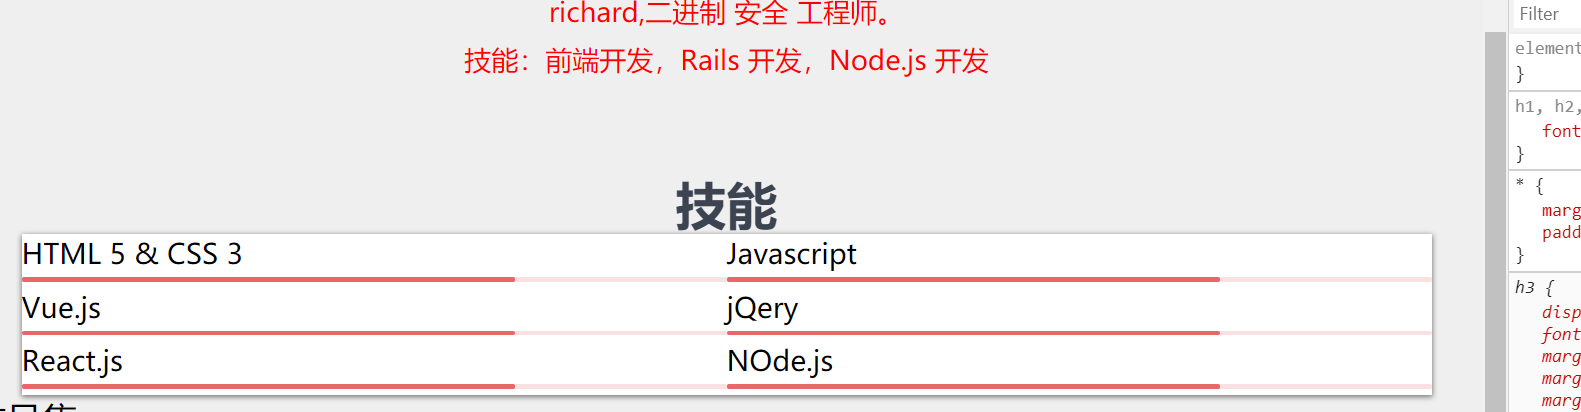 richard,二进制 安全 工程师。
技能：前端开发，Rails 开发，Node.js 开发
技能
HTML 5 & CSS 3
Javascript
Vue.js
jQery
React.js
NOde.js
Filter
element
}
h1, h2,
font
}
* {
marg
padd
}
h3 {
disp
font
marg
marg
marg